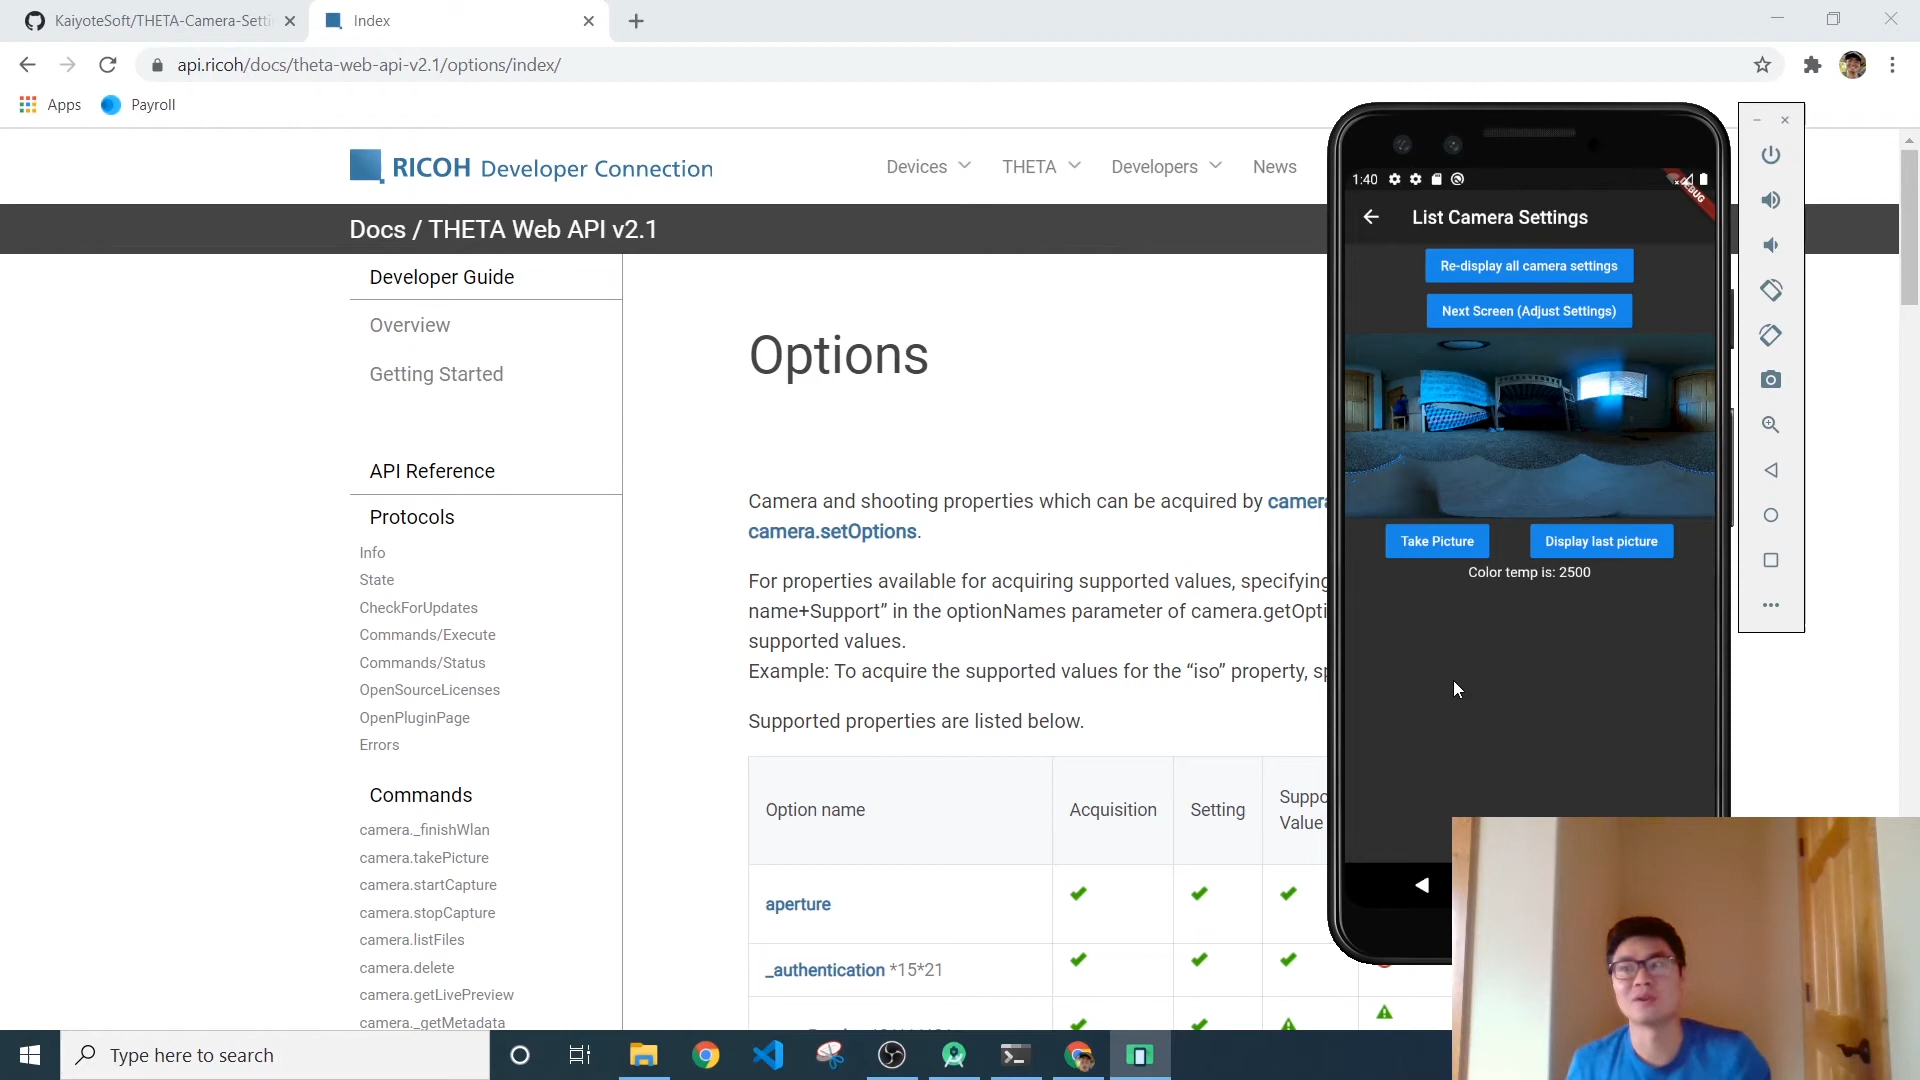 KaiyoteSoft/THETA-Camera-Setti
Index
api.ricoh/docs/theta-web-api-v2.1/options/index/
Apps
Payroll
RICOH Developer Connection
Devices
THETA
Developers
News
Docs / THETA Web API v2.1
Developer Guide
Overview
Getting Started
API Reference
Protocols
Info
State
CheckForUpdates
Commands/Execute
Commands/Status
OpenSourceLicenses
OpenPluginPage
Errors
Commands
camera._finishWlan
camera.takePicture
camera.startCapture
camera.stopCapture
camera.listFiles
camera.delete
camera.getLivePreview
camera._getMetadata
Options
Camera and shooting properties which can be acquired by camera
camera.setOptions.
For properties available for acquiring supported values, specifying
name+Support” in the optionNames parameter of camera.getOpti
supported values.
Example: To acquire the supported values for the “iso” property, sp
Supported properties are listed below.
Option name
Acquisition
Setting
Suppo
Value
aperture
_authentication *15*21
1:40
DEBUG
List Camera Settings
Re-display all camera settings
Next Screen (Adjust Settings)
Take Picture
Display last picture
Color temp is: 2500
Type here to search